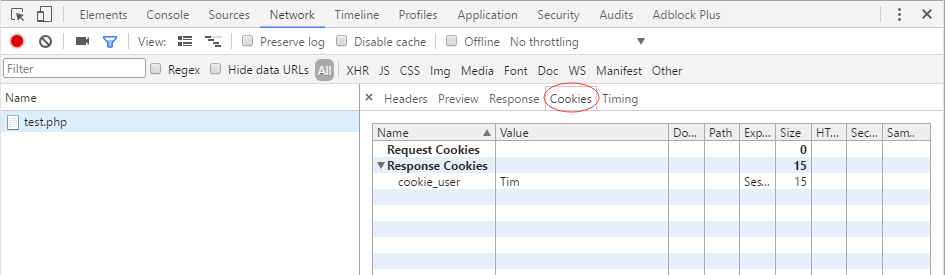 Elements Console Sources Network Timeline Profiles Application Security Audits Adblock Plus
View: Preserve log Disable cache Offline No throttling
Filter Regex Hide data URLs All XHR JS CSS Img Media Font Doc WS Manifest Other
Name
test.php
× Headers Preview Response Cookies Timing
Name Value Do... Path Exp... Size HT... Sec... Sam..
Request Cookies 0
Response Cookies 15
cookie_user Tim Ses... 15